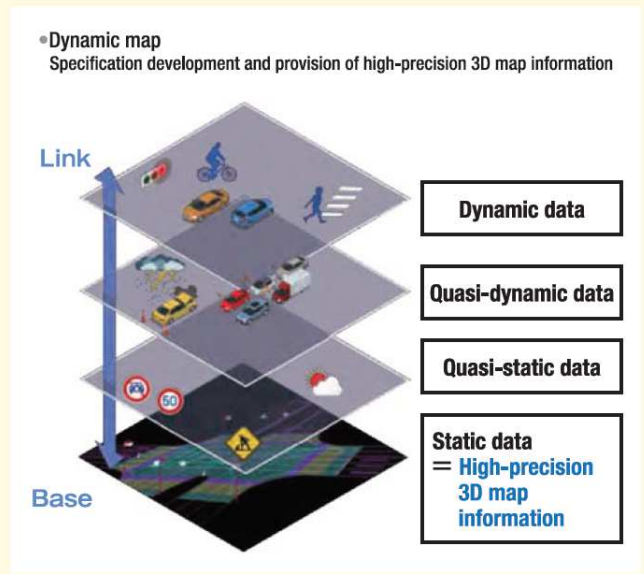 ●Dynamic map
Specification development and provision of high-precision 3D map information
Link
Dynamic data
Quasi-dynamic data
Quasi-static data
50
Static data
= High-precision
3D map
information
Base